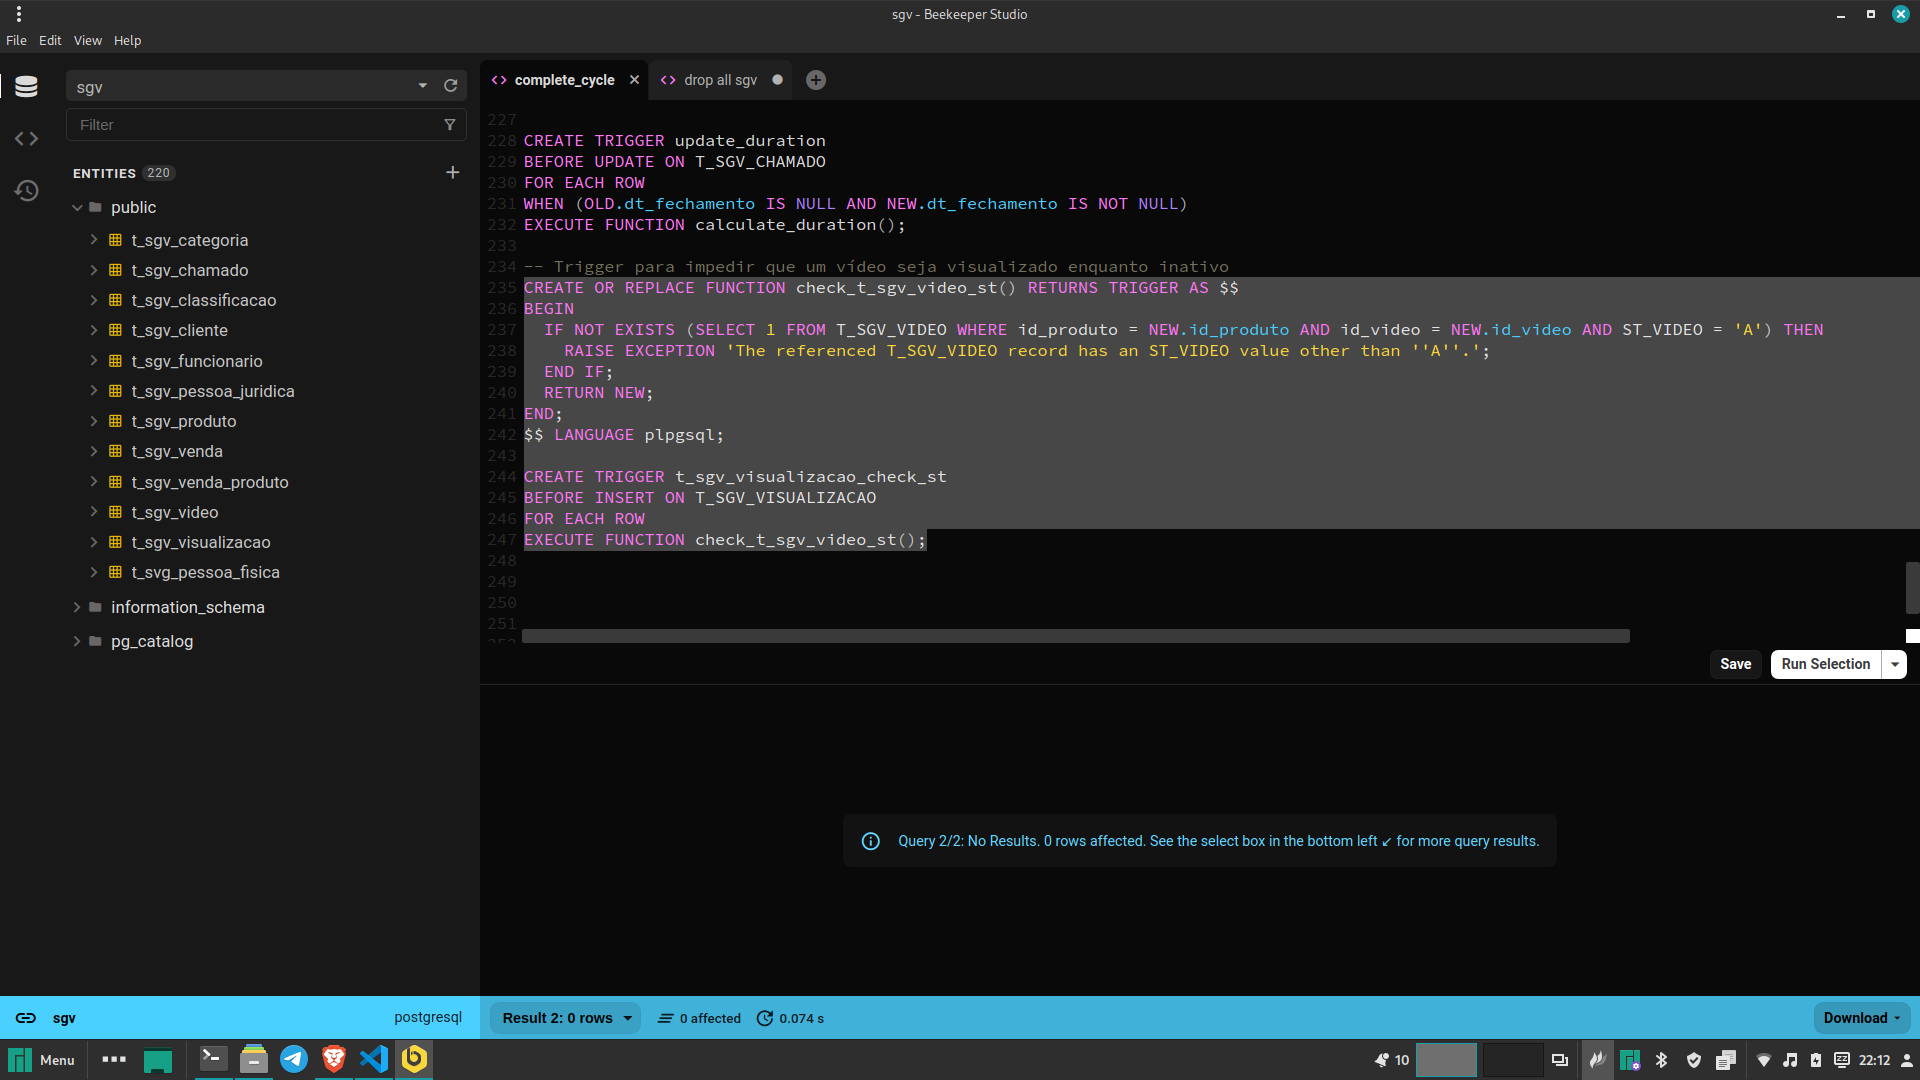 sgv - Beekeeper Studio
File Edit View Help
sgv
Filter
ENTITIES 220
public
t_sgv_categoria
t_sgv_chamado
t_sgv_classificacao
t_sgv_cliente
t_sgv_funcionario
t_sgv_pessoa_juridica
t_sgv_produto
t_sgv_venda
t_sgv_venda_produto
t_sgv_video
t_sgv_visualizacao
t_svg_pessoa_fisica
information_schema
pg_catalog
complete_cycle
drop all sgv
227
228 CREATE TRIGGER update_duration
229 BEFORE UPDATE ON T_SGV_CHAMADO
230 FOR EACH ROW
231 WHEN (OLD.dt_fechamento IS NULL AND NEW.dt_fechamento IS NOT NULL)
232 EXECUTE FUNCTION calculate_duration();
233
234 -- Trigger para impedir que um vídeo seja visualizado enquanto inativo
235 CREATE OR REPLACE FUNCTION check_t_sgv_video_st() RETURNS TRIGGER AS $$
236 BEGIN
237 IF NOT EXISTS (SELECT 1 FROM T_SGV_VIDEO WHERE id_produto = NEW.id_produto AND id_video = NEW.id_video AND ST_VIDEO = 'A') THEN
238 RAISE EXCEPTION 'The referenced T_SGV_VIDEO record has an ST_VIDEO value other than ''A''.';
239 END IF;
240 RETURN NEW;
241 END;
242 $$ LANGUAGE plpgsql;
243
244 CREATE TRIGGER t_sgv_visualizacao_check_st
245 BEFORE INSERT ON T_SGV_VISUALIZACAO
246 FOR EACH ROW
247 EXECUTE FUNCTION check_t_sgv_video_st();
248
249
250
251
Save
Run Selection
Query 2/2: No Results. 0 rows affected. See the select box in the bottom left ↙ for more query results.
sgv
postgresql
Result 2: 0 rows
0 affected
0.074 s
Download
Menu
10
22:12